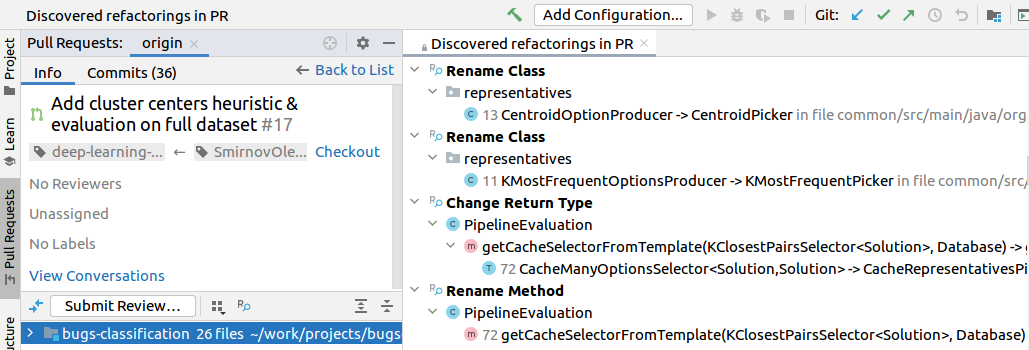 Discovered refactorings in PR
Add Configuration...
Git:
Project
Learn
Pull Requests
Pull Requests: origin
Info Commits (36) Back to List
Add cluster centers heuristic &
evaluation on full dataset #17
deep-learning-... ← SmirnovOle... Checkout
No Reviewers
Unassigned
No Labels
View Conversations
Submit Review...
bugs-classification 26 files ~/work/projects/bugs-
Discovered refactorings in PR
Rename Class
representatives
13 CentroidOptionProducer -> CentroidPicker in file common/src/main/java/org
Rename Class
representatives
11 KMostFrequentOptionsProducer -> KMostFrequentPicker in file common/src/
Change Return Type
PipelineEvaluation
getCacheSelectorFromTemplate(KClosestPairsSelector<Solution>, Database) -> g
72 CacheManyOptionsSelector<Solution,Solution> -> CacheRepresentativesPi
Rename Method
PipelineEvaluation
72 getCacheSelectorFromTemplate(KClosestPairsSelector<Solution>, Database)